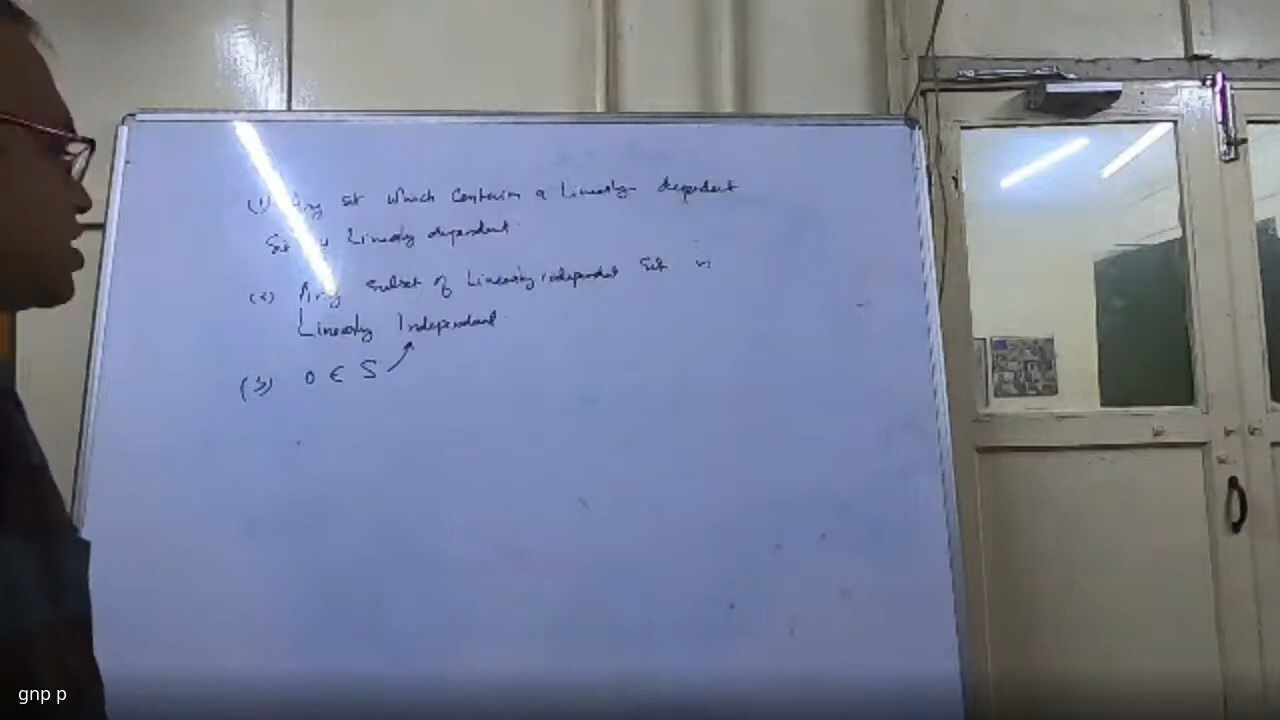 (1) Any set which contains a Linearly dependent
Set is Linearly dependent.
(2) Any subset of Linearly independent Set is
Linearly Independent
(3) 0 ∈ S
gnp p